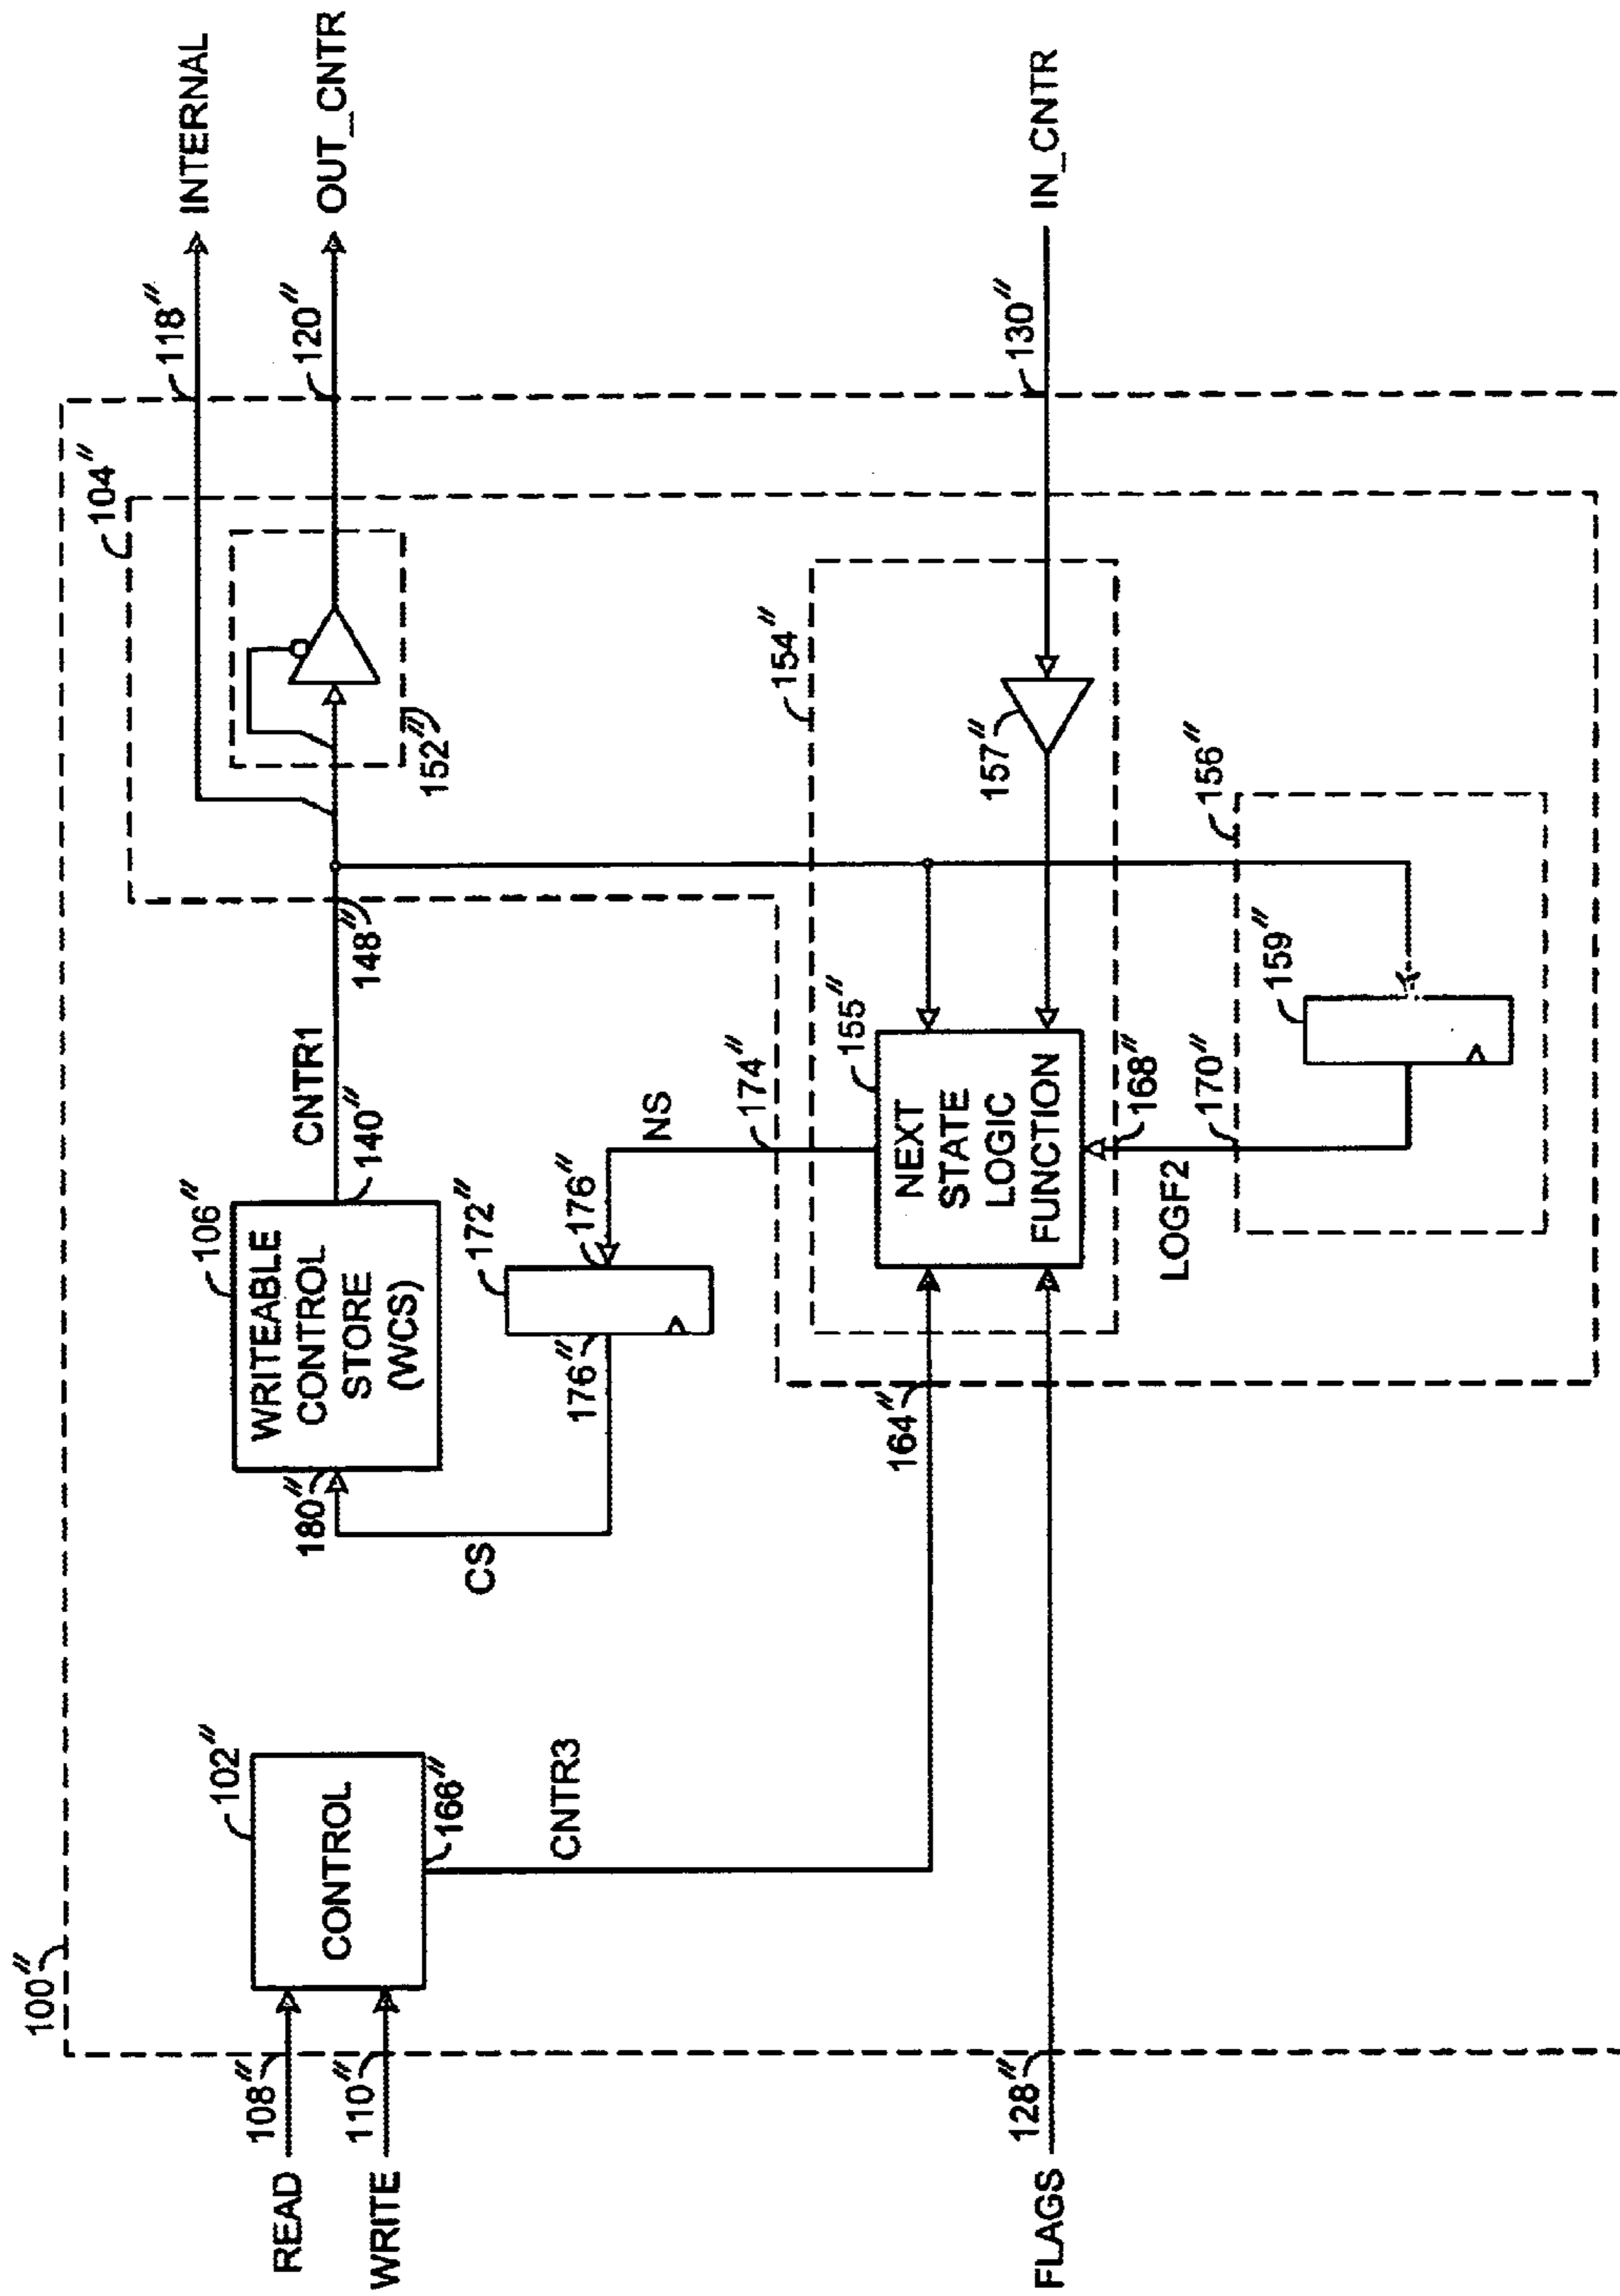 100″
108″
READ
110″
WRITE
102″
CONTROL
166″
CNTR3
106″
WRITEABLE
CONTROL
STORE
(WCS)
180″
CS
140″
CNTR1
148″
172″
176″
176″
NS
174″
104″
152″
118″
INTERNAL
120″
OUT_CNTR
154″
155″
NEXT
STATE
LOGIC
FUNCTION
157″
130″
IN_CNTR
164″
128″
FLAGS
168″
LOGF2
170″
156″
159″